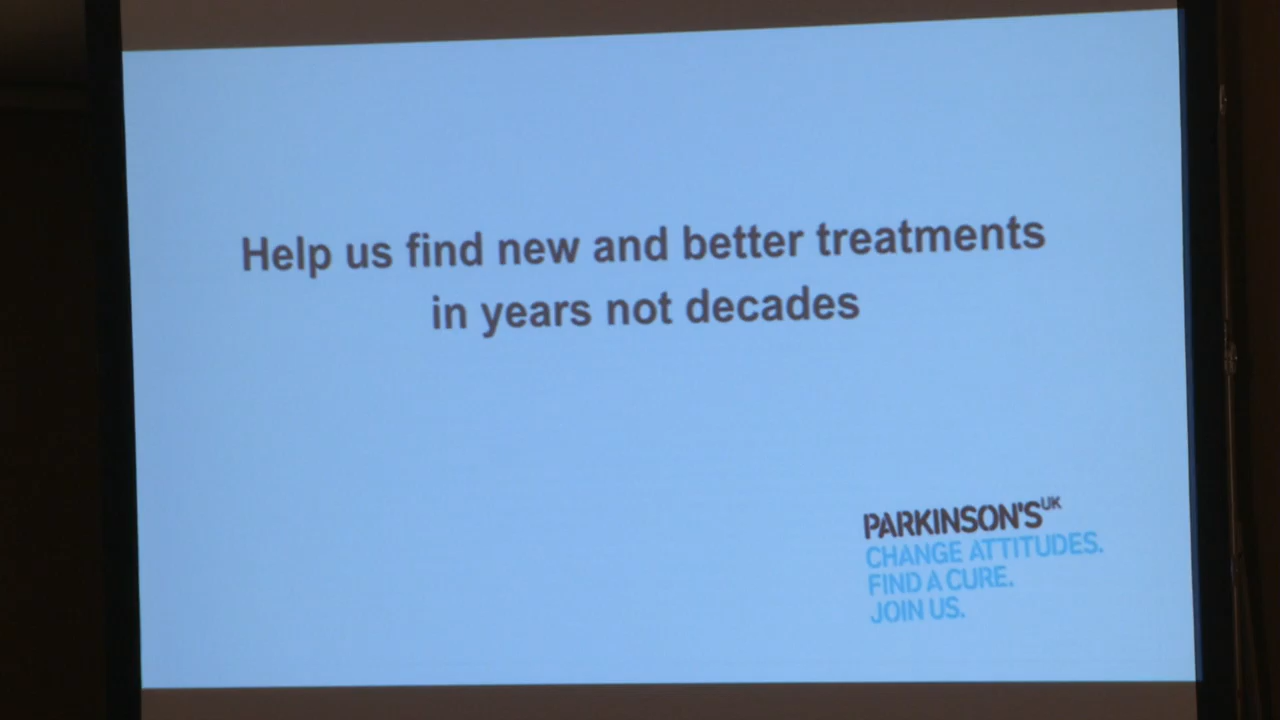 Help us find new and better treatments
in years not decades
PARKINSON'S UK
CHANGE ATTITUDES.
FIND A CURE.
JOIN US.